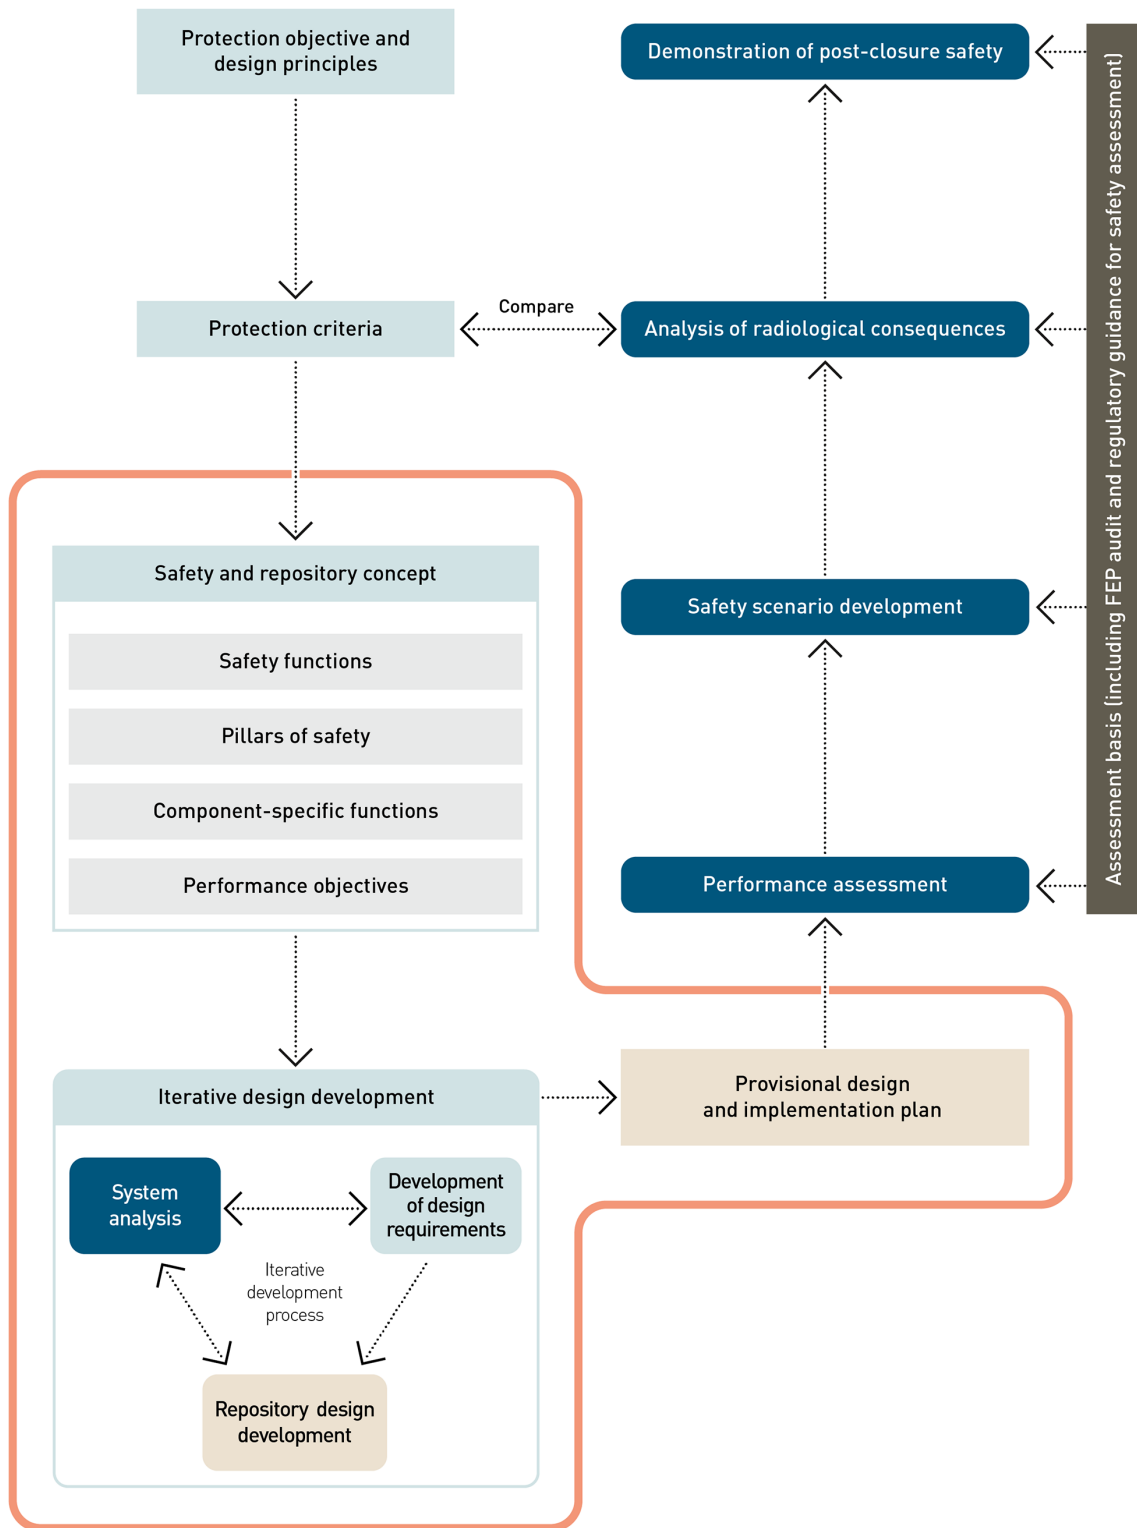 Protection objective and
design principles
Demonstration of post-closure safety
Compare
Protection criteria
Analysis of radiological consequences
Safety and repository concept
Safety functions
Pillars of safety
Component-specific functions
Performance objectives
Safety scenario development
Performance assessment
Assessment basis (including FEP audit and regulatory guidance for safety assessment)
Iterative design development
Provisional design
and implementation plan
System
analysis
Development
of design
requirements
Iterative
development
process
Repository design
development